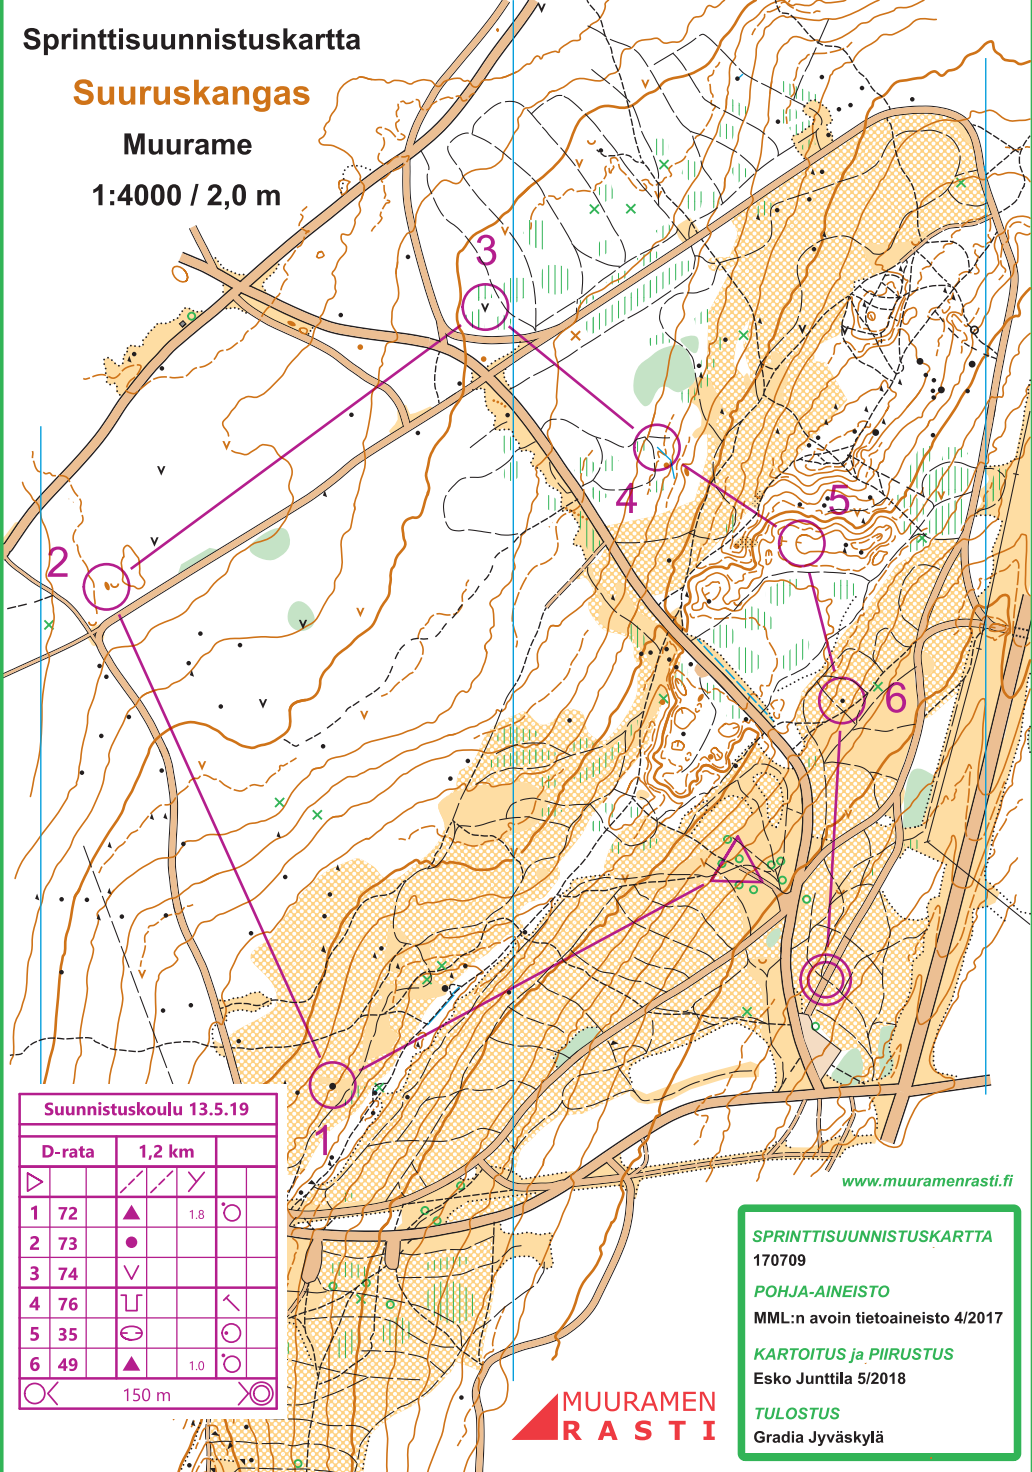 Sprinttisuunnistuskartta
Suuruskangas
Muurame
1:4000 / 2,0 m
3
2
4
5
6
1
Suunnistuskoulu 13.5.19
D-rata 1,2 km
1 72 1.8
2 73
3 74
4 76
5 35
6 49 1.0
150 m
www.muuramenrasti.fi
SPRINTTISUUNNISTUSKARTTA
170709
POHJA-AINEISTO
MML:n avoin tietoaineisto 4/2017
KARTOITUS ja PIIRUSTUS
Esko Junttila 5/2018
TULOSTUS
Gradia Jyväskylä
MUURAMEN
RASTI